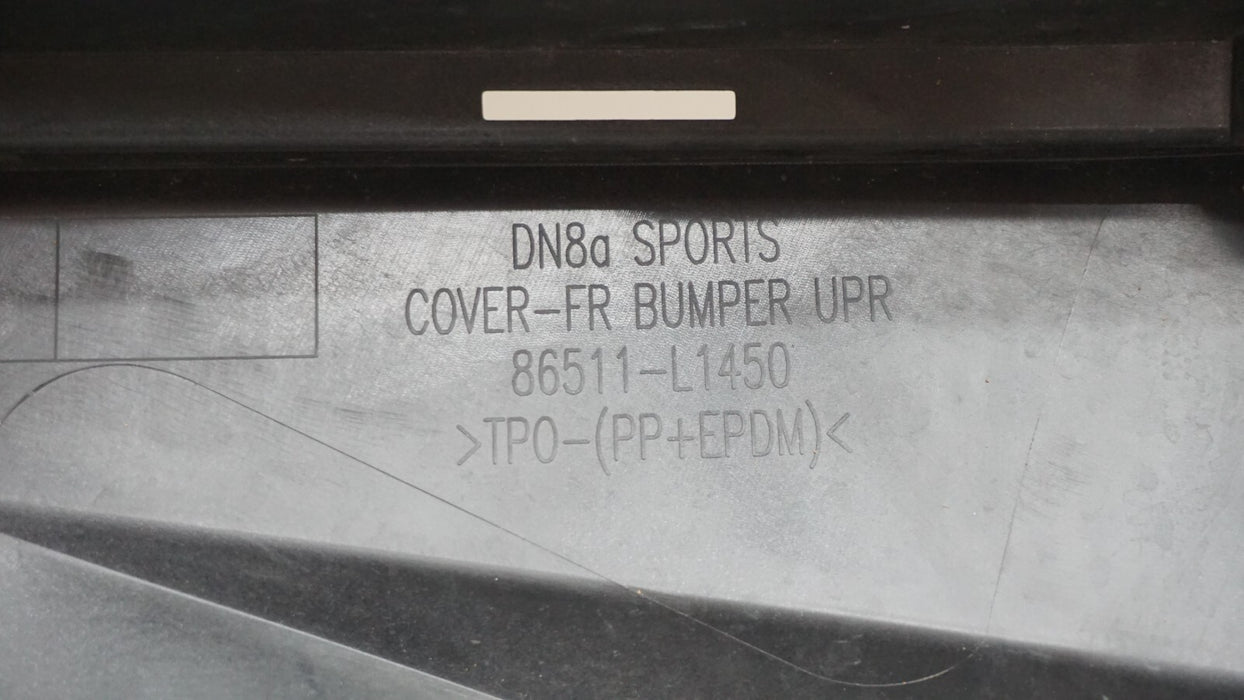 DN8a SPORTS
COVER-FR BUMPER UPR
86511-L1450
>TPO-(PP+EPDM)<